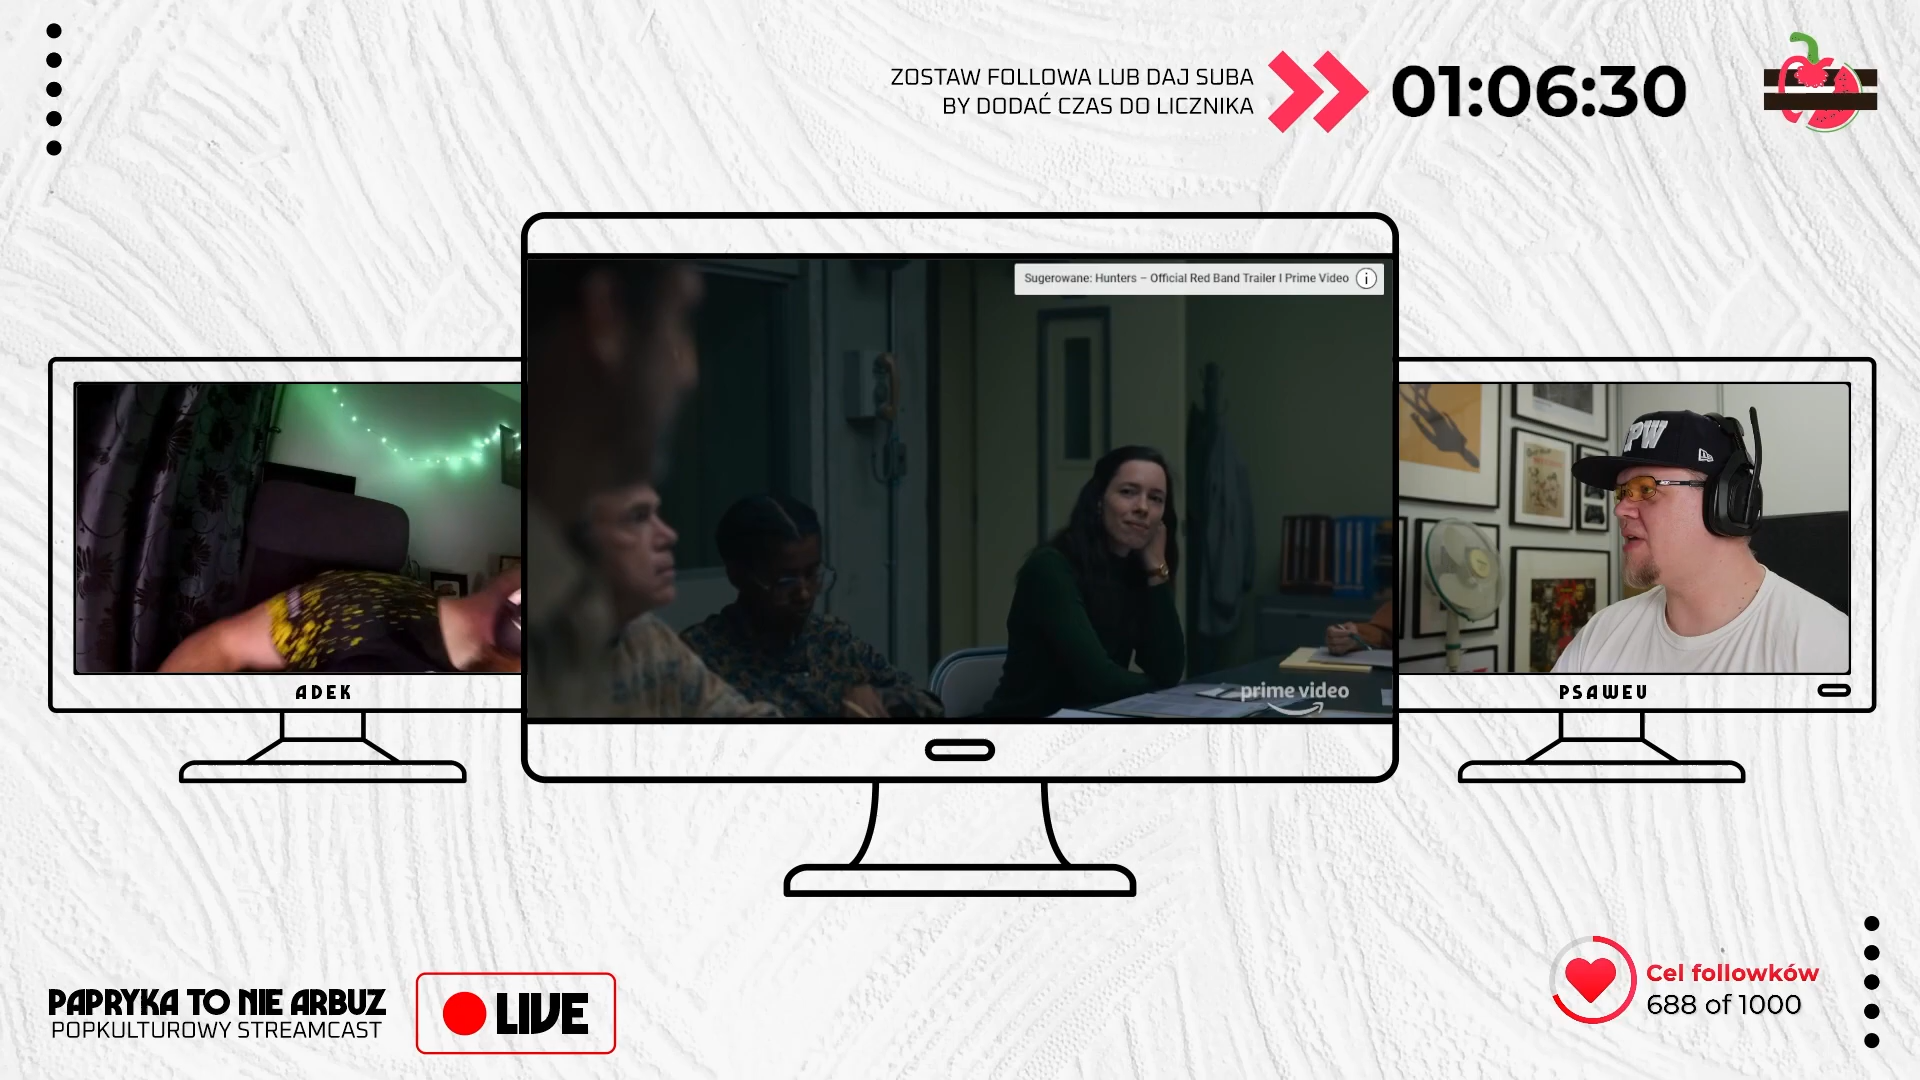 ZOSTAW FOLLOWA LUB DAJ SUBA
BY DODAĆ CZAS DO LICZNIKA
01:06:30
Sugerowane: Hunters – Official Red Band Trailer I Prime Video
prime video
PW
ADEK
PSAWEU
PAPRYKA TO NIE ARBUZ
POPKULTUROWY STREAMCAST
LIVE
Cel followków
688 of 1000